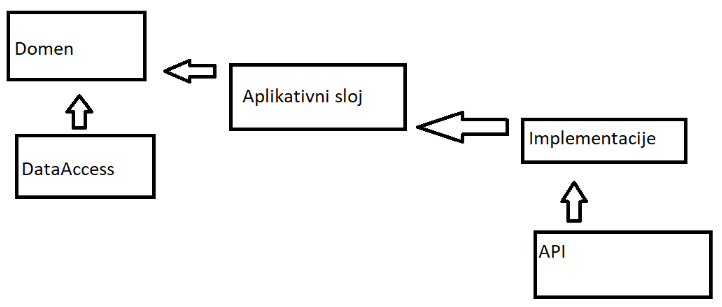 Domen
Aplikativni sloj
Implementacije
DataAccess
API